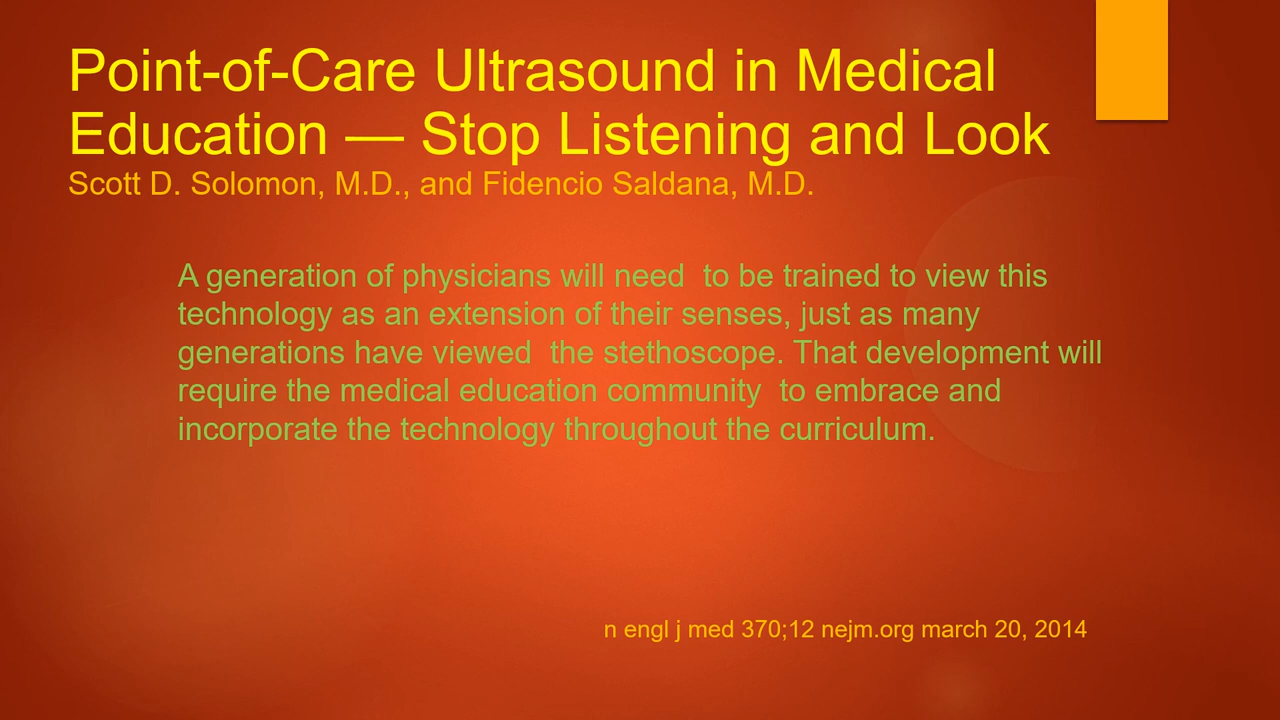 Point-of-Care Ultrasound in Medical
Education — Stop Listening and Look
Scott D. Solomon, M.D., and Fidencio Saldana, M.D.
A generation of physicians will need  to be trained to view this
technology as an extension of their senses, just as many
generations have viewed  the stethoscope. That development will
require the medical education community  to embrace and
incorporate the technology throughout the curriculum.
n engl j med 370;12 nejm.org march 20, 2014